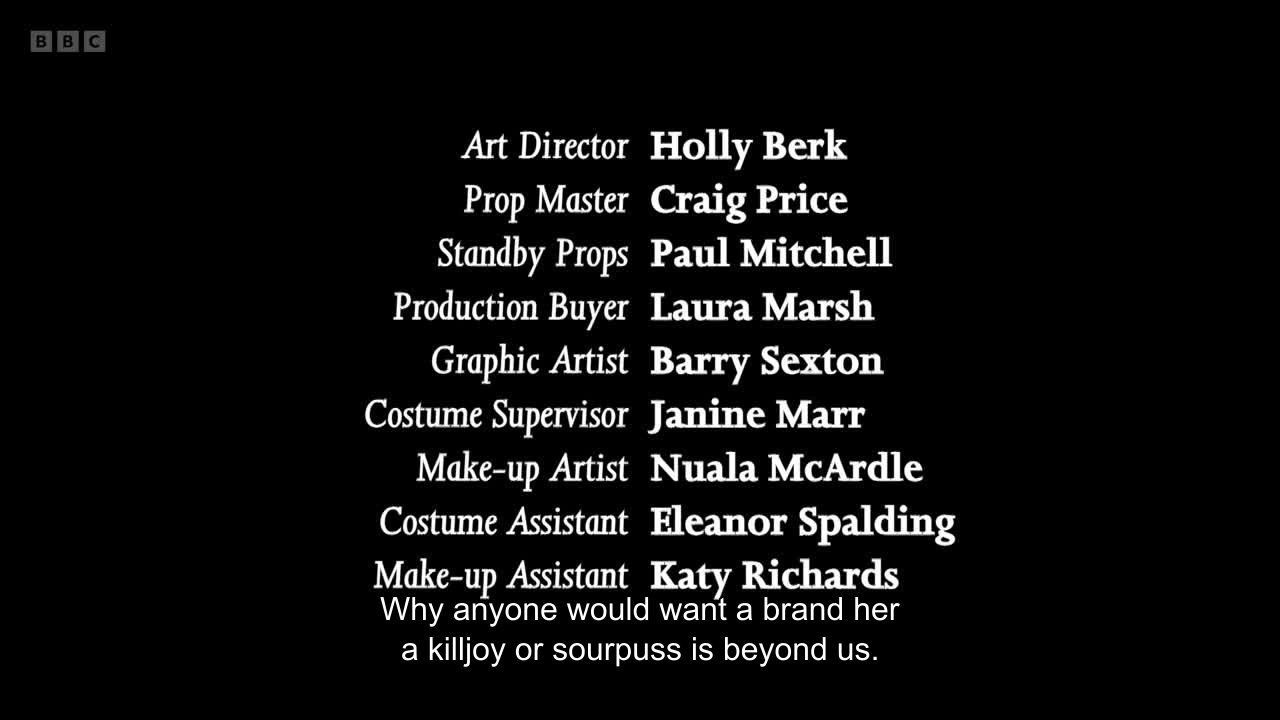 BBC
Art Director Holly Berk
Prop Master Craig Price
Standby Props Paul Mitchell
Production Buyer Laura Marsh
Graphic Artist Barry Sexton
Costume Supervisor Janine Marr
Make-up Artist Nuala McArdle
Costume Assistant Eleanor Spalding
Make-up Assistant Katy Richards
Why anyone would want a brand her
a killjoy or sourpuss is beyond us.